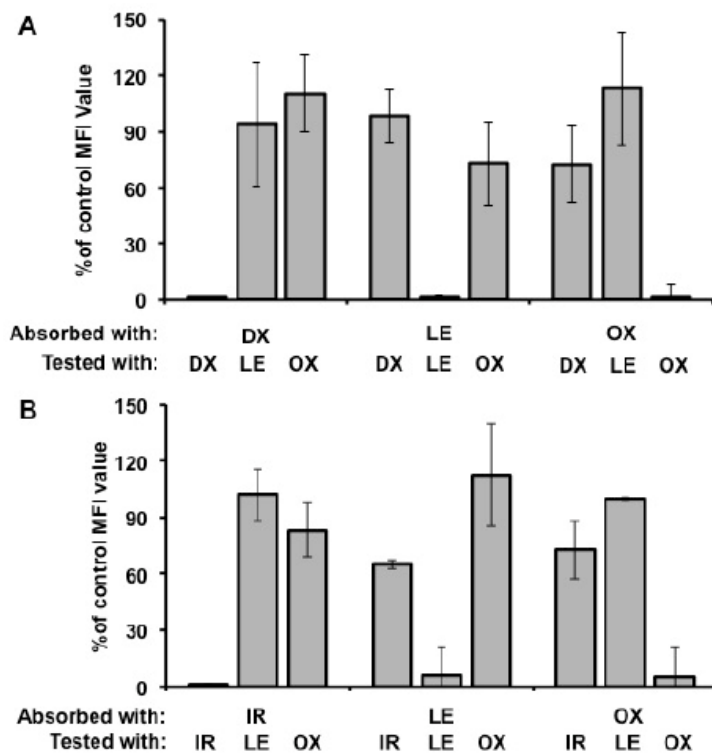 A
%of control MFI Value
150
120
90
60
30
0
Absorbed with: DX LE OX
Tested with: DX LE OX DX LE OX DX LE OX
B
%of control MFI value
150
120
90
60
30
0
Absorbed with: IR LE OX
Tested with: IR LE OX IR LE OX IR LE OX